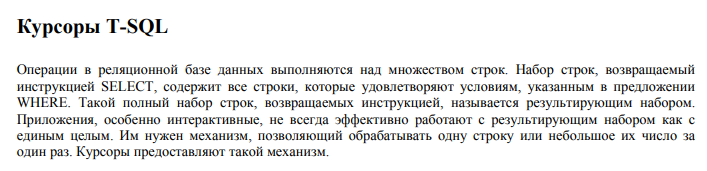 Курсоры T-SQL
Операции в реляционной базе данных выполняются над множеством строк. Набор строк, возвращаемый
инструкцией SELECT, содержит все строки, которые удовлетворяют условиям, указанным в предложении
WHERE. Такой полный набор строк, возвращаемых инструкцией, называется результирующим набором.
Приложения, особенно интерактивные, не всегда эффективно работают с результирующим набором как с
единым целым. Им нужен механизм, позволяющий обрабатывать одну строку или небольшое их число за
один раз. Курсоры предоставляют такой механизм.